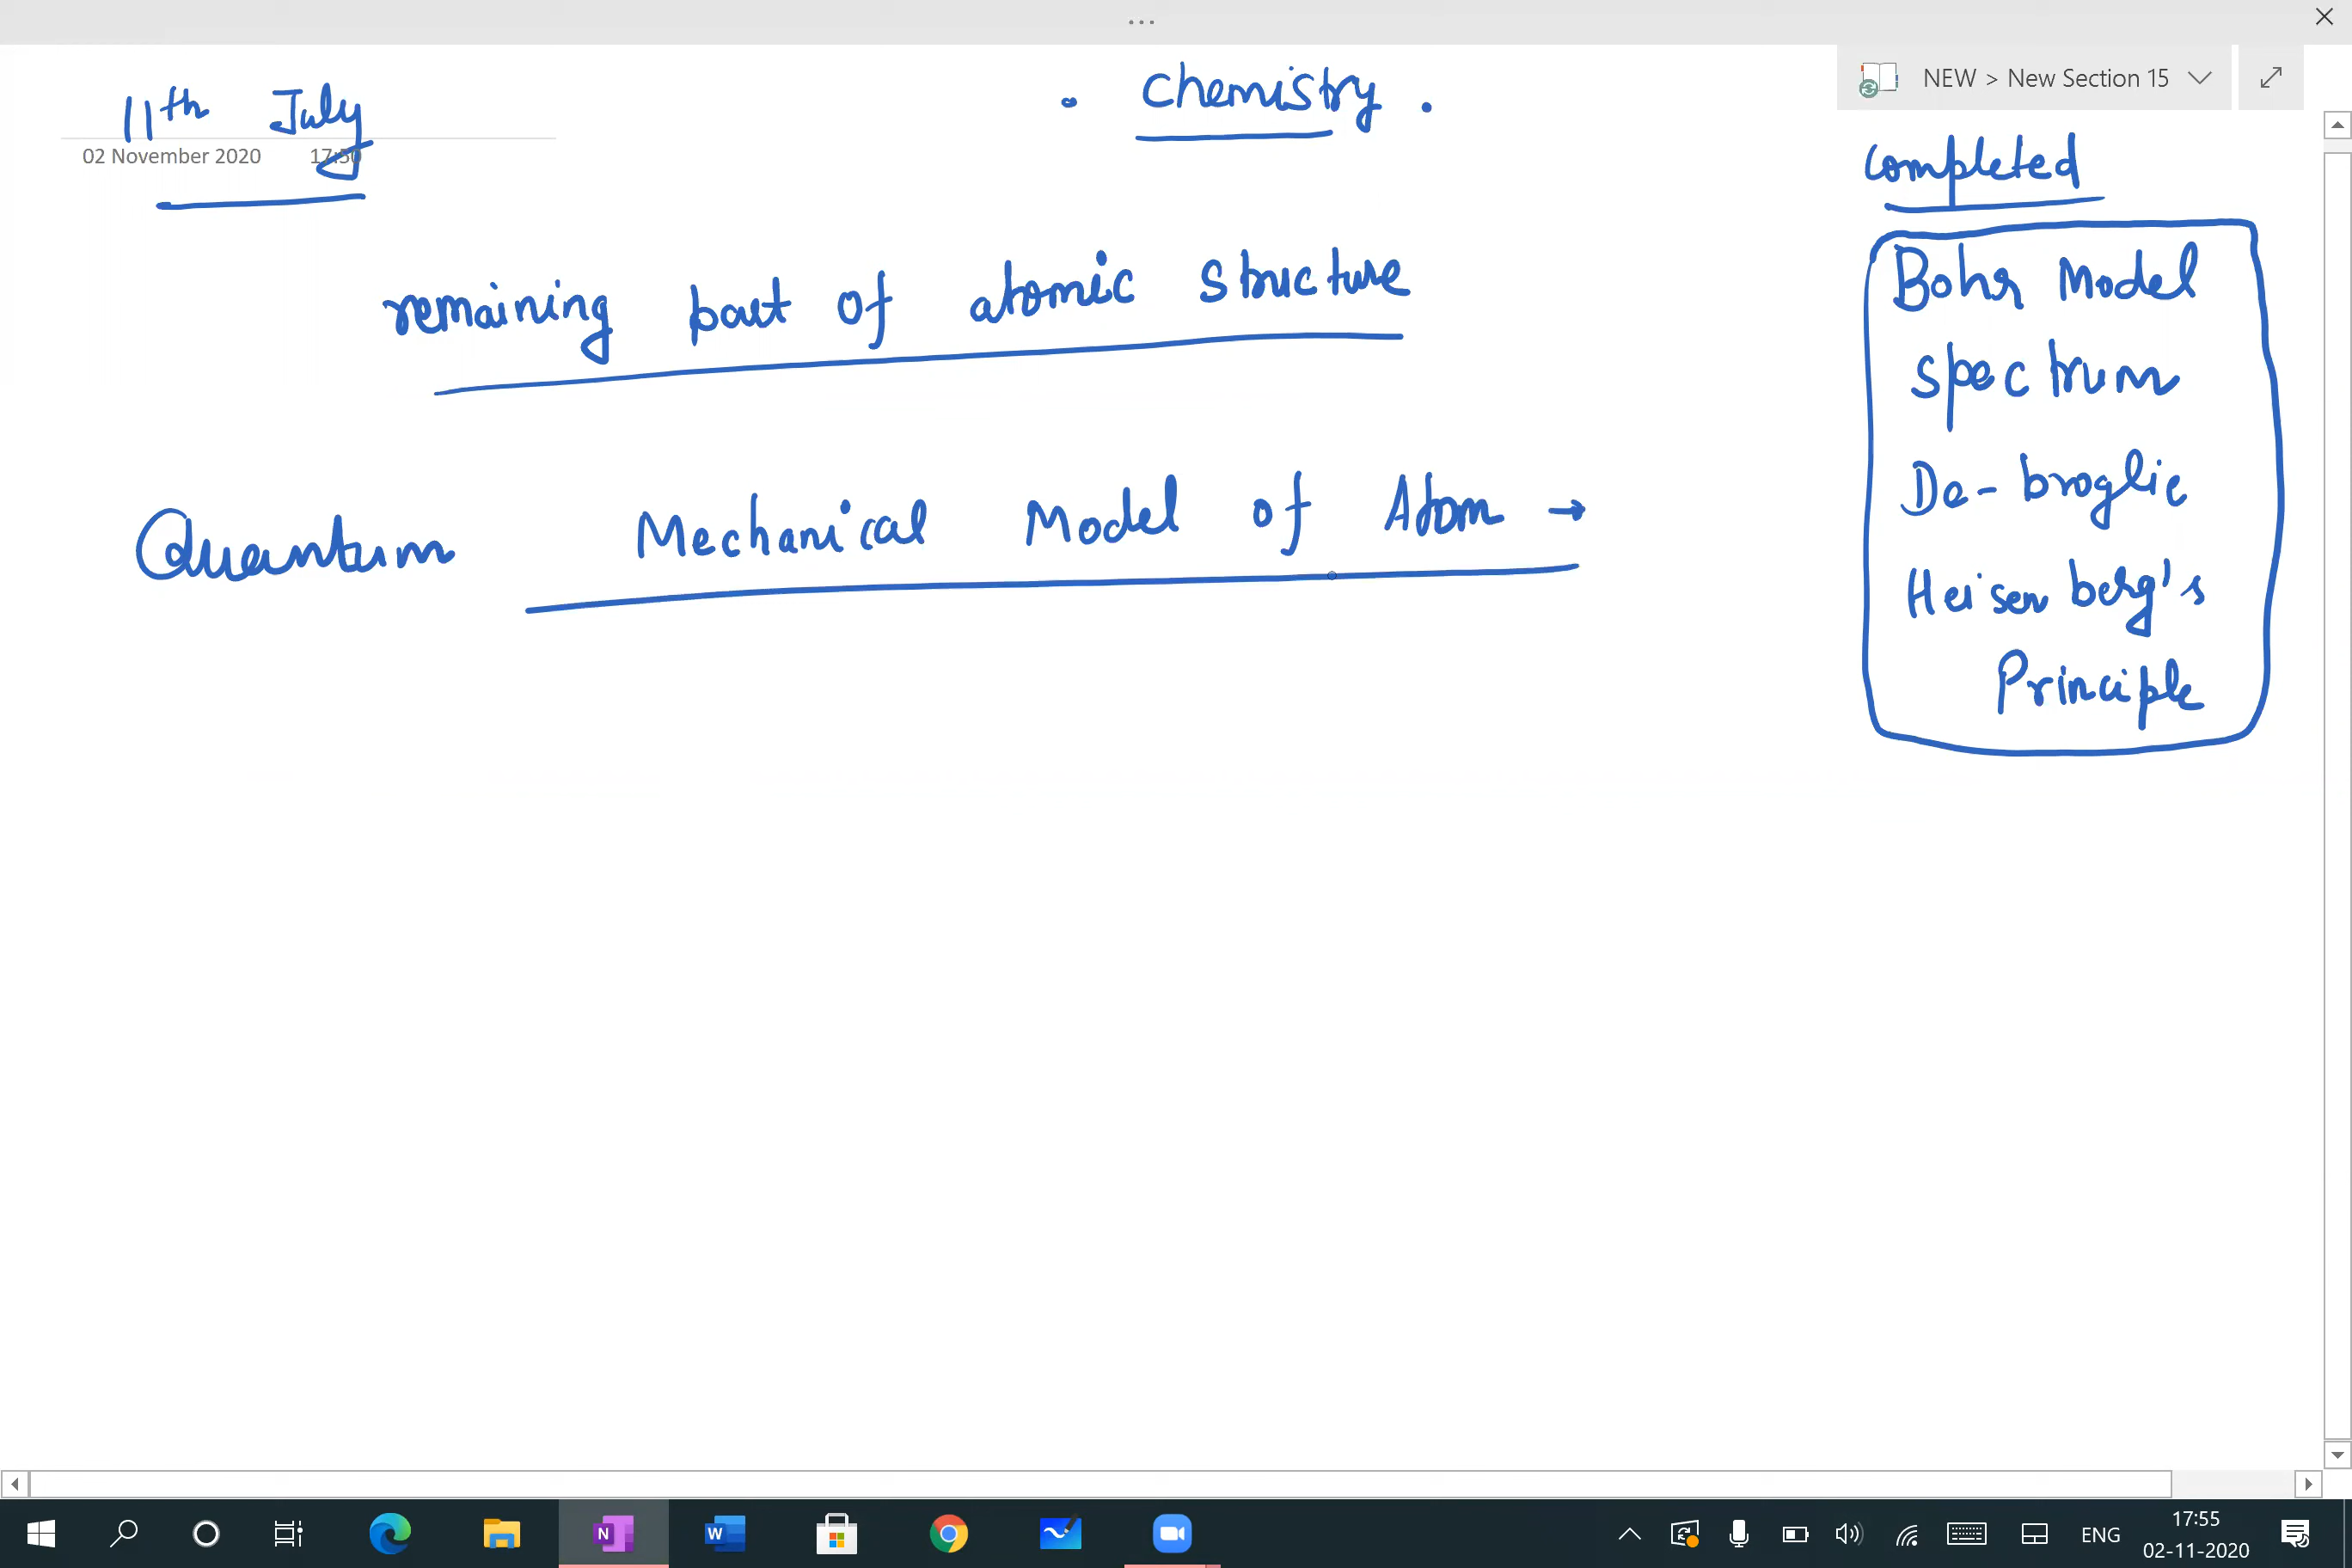 NEW > New Section 15
11th July
02 November 2020 17:30
. Chemistry .
remaining part of atomic structure
Quantum Mechanical Model of Atom →
Completed
Bohr Model
Spectrum
De-broglie
Heisenberg's
Principle
ENG
17:55
02-11-2020